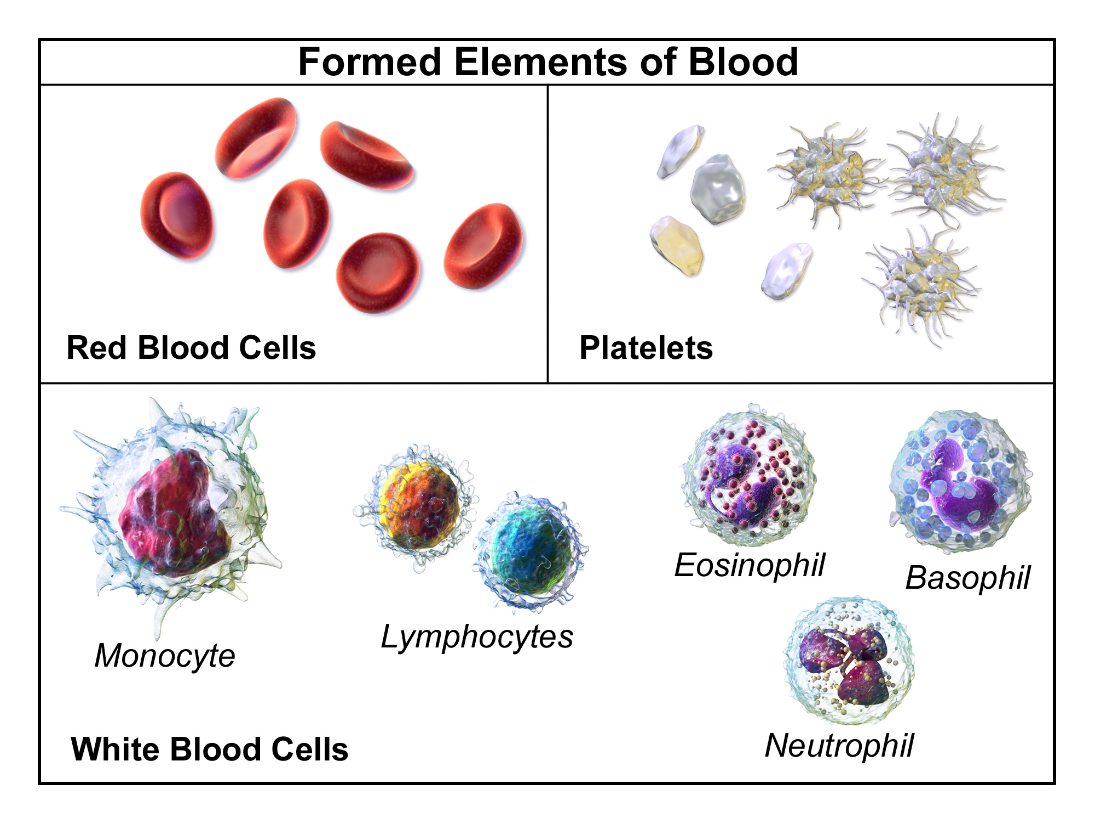 Formed Elements of Blood
Red Blood Cells
Platelets
Monocyte
Lymphocytes
Eosinophil
Basophil
Neutrophil
White Blood Cells